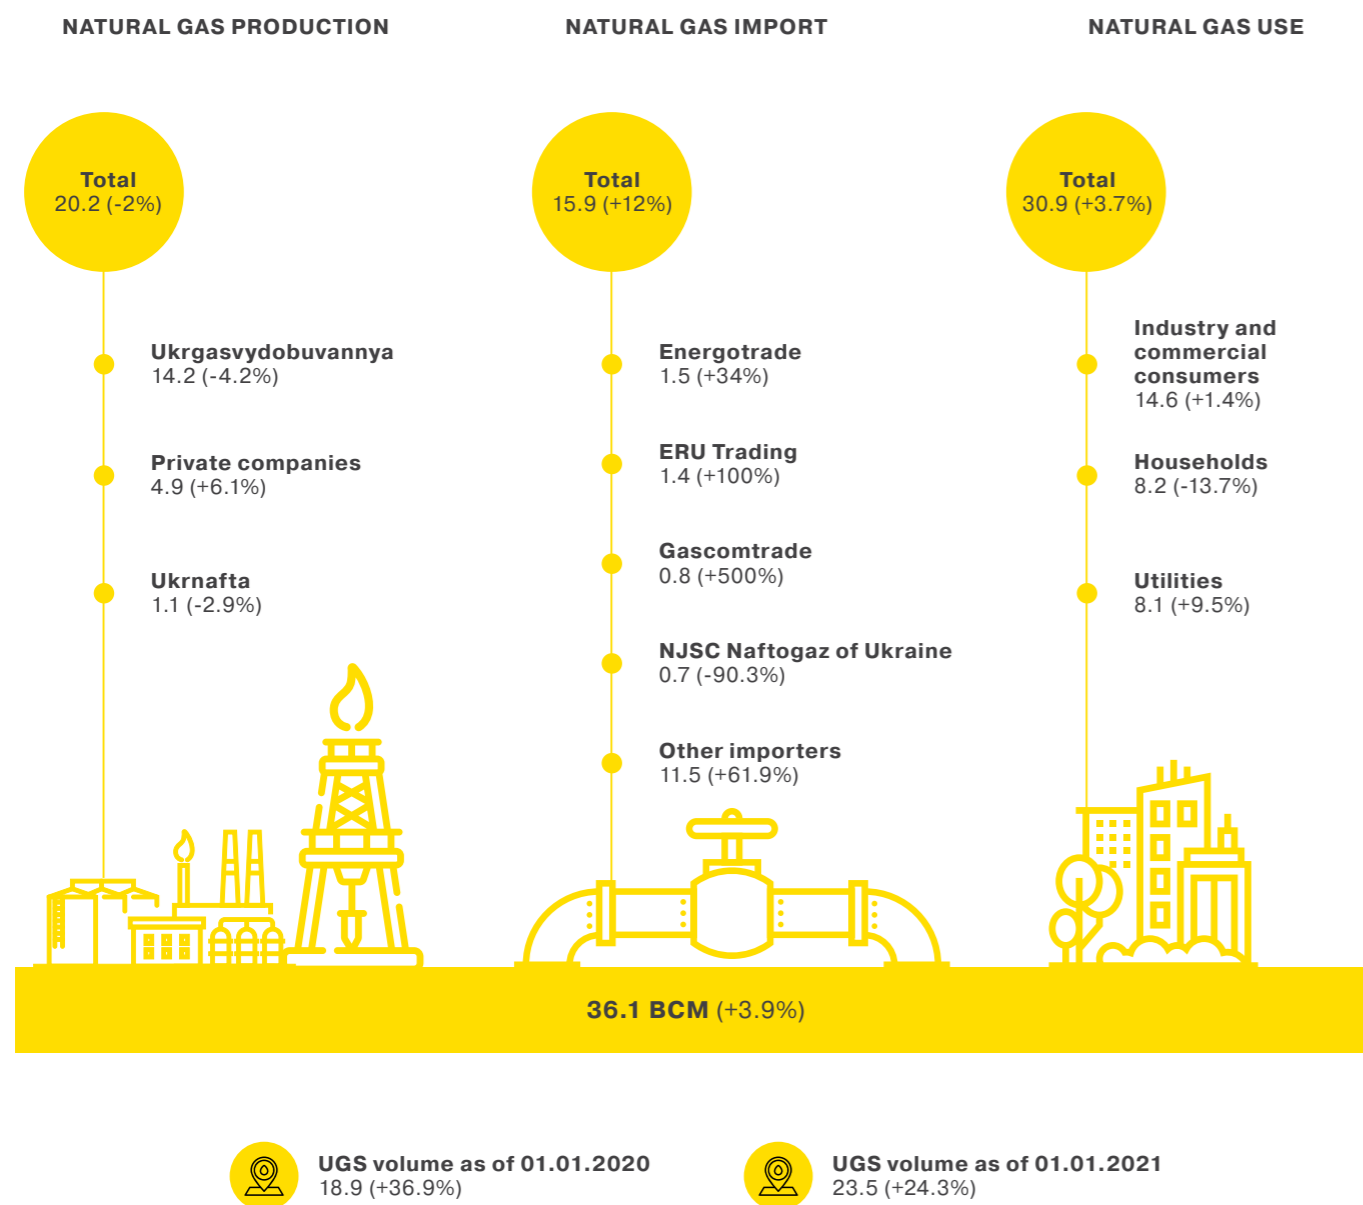 NATURAL GAS PRODUCTION
Total
20.2 (-2%)
Ukrgasvydobuvannya
14.2 (-4.2%)
Private companies
4.9 (+6.1%)
Ukrnafta
1.1 (-2.9%)
NATURAL GAS IMPORT
Total
15.9 (+12%)
Energotrade
1.5 (+34%)
ERU Trading
1.4 (+100%)
Gascomtrade
0.8 (+500%)
NJSC Naftogaz of Ukraine
0.7 (-90.3%)
Other importers
11.5 (+61.9%)
NATURAL GAS USE
Total
30.9 (+3.7%)
Industry and
commercial
consumers
14.6 (+1.4%)
Households
8.2 (-13.7%)
Utilities
8.1 (+9.5%)
36.1 BCM (+3.9%)
UGS volume as of 01.01.2020
18.9 (+36.9%)
UGS volume as of 01.01.2021
23.5 (+24.3%)